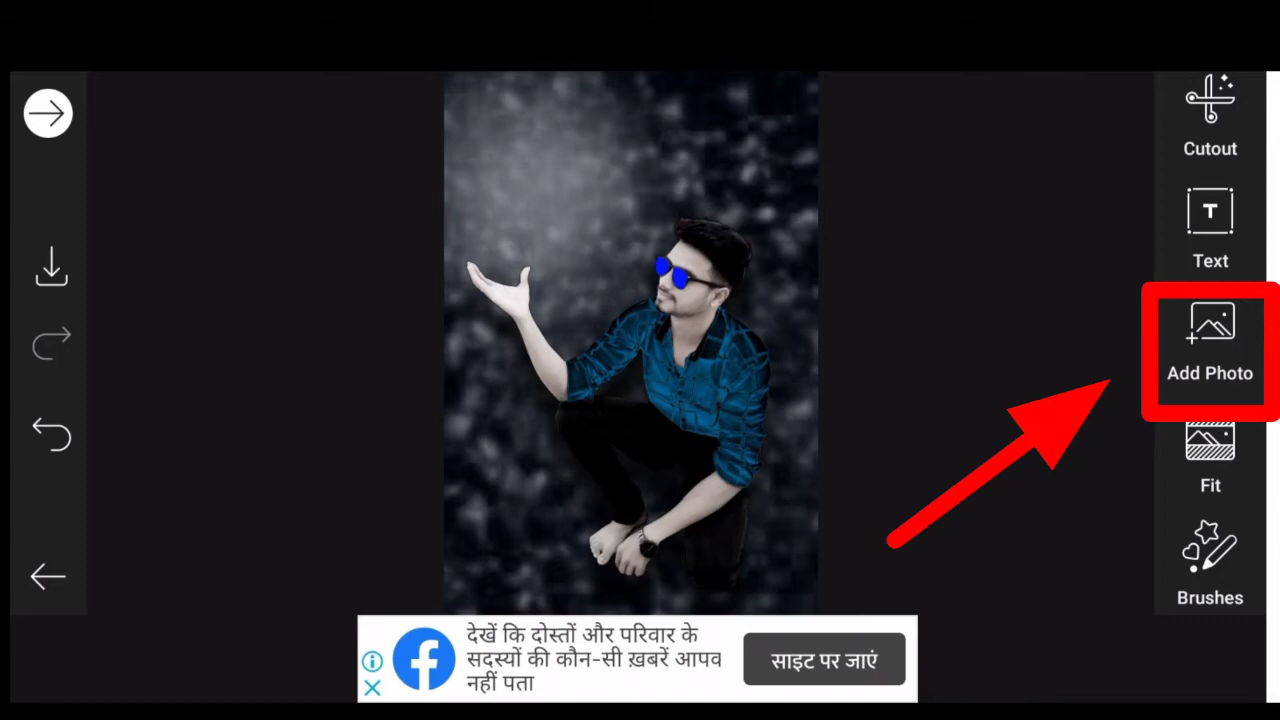 Cutout
Text
Add Photo
Fit
Brushes
देखें कि दोस्तों और परिवार के
सदस्यों की कौन-सी ख़बरें आपव
नहीं पता
साइट पर जाएं